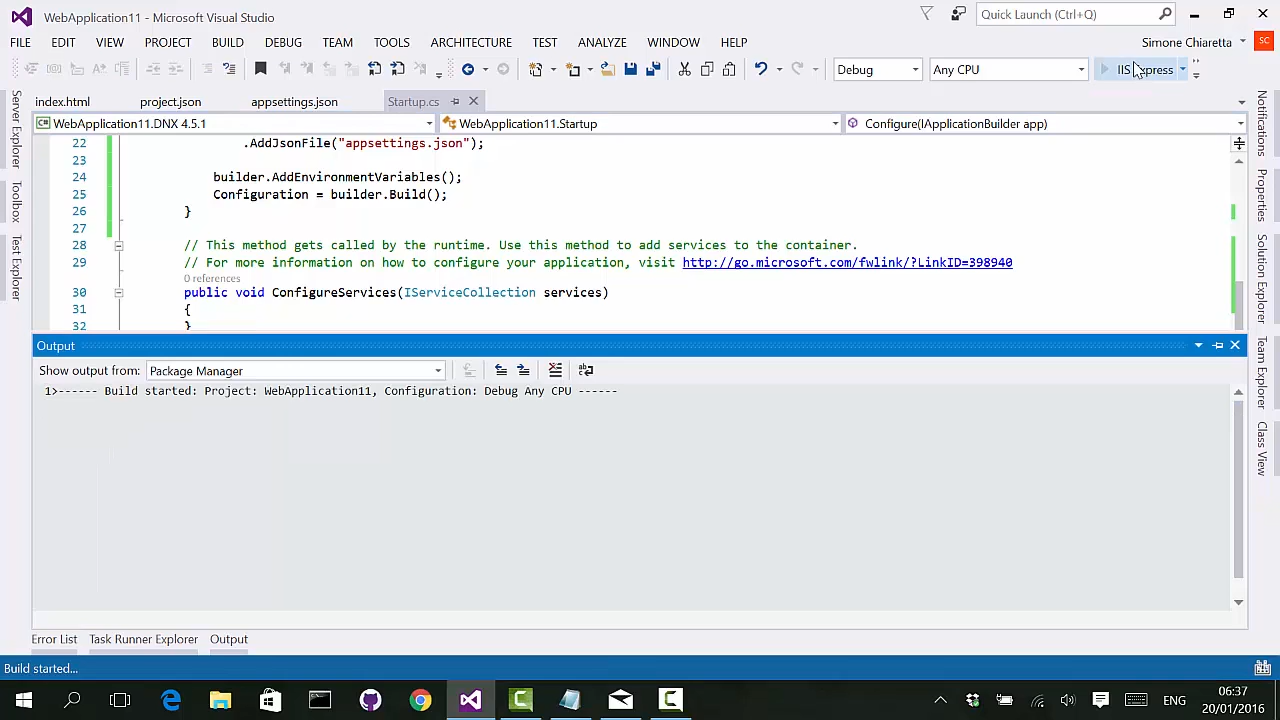 WebApplication11 - Microsoft Visual Studio
Quick Launch (Ctrl+Q)
FILE EDIT VIEW PROJECT BUILD DEBUG TEAM TOOLS ARCHITECTURE TEST ANALYZE WINDOW HELP
Simone Chiaretta SC
Debug Any CPU IIS Express
index.html project.json appsettings.json Startup.cs
WebApplication11.DNX 4.5.1 WebApplication11.Startup Configure(IApplicationBuilder app)
22 .AddJsonFile("appsettings.json");
23
24 builder.AddEnvironmentVariables();
25 Configuration = builder.Build();
26 }
27
28 // This method gets called by the runtime. Use this method to add services to the container.
29 // For more information on how to configure your application, visit http://go.microsoft.com/fwlink/?LinkID=398940
0 references
30 public void ConfigureServices(IServiceCollection services)
31 {
32 }
Server Explorer
Toolbox
Test Explorer
Notifications
Properties
Solution Explorer
Team Explorer
Class View
Output
Show output from: Package Manager
1>------ Build started: Project: WebApplication11, Configuration: Debug Any CPU ------
Error List Task Runner Explorer Output
Build started...
ENG
06:37
20/01/2016